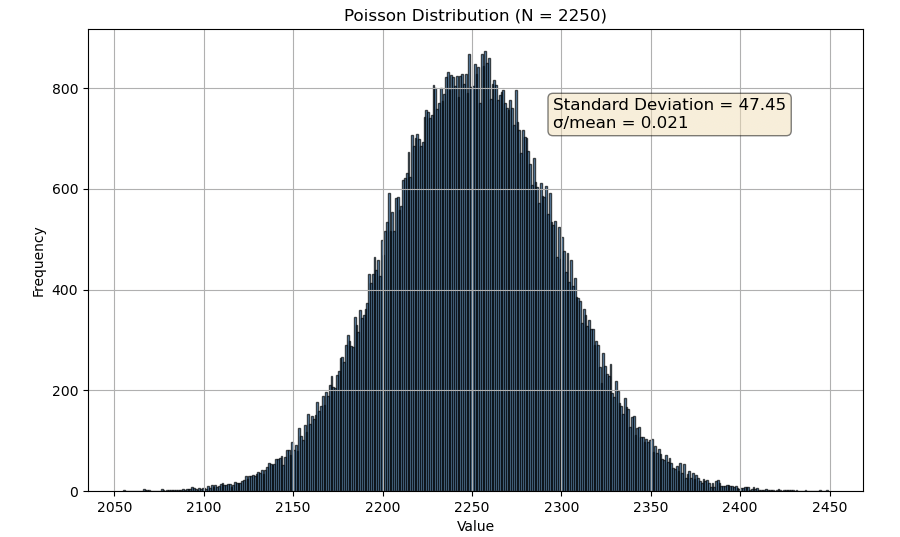 Poisson Distribution (N = 2250)
Standard Deviation = 47.45
σ/mean = 0.021
Frequency
800
600
400
200
0
2050 2100 2150 2200 2250 2300 2350 2400 2450
Value